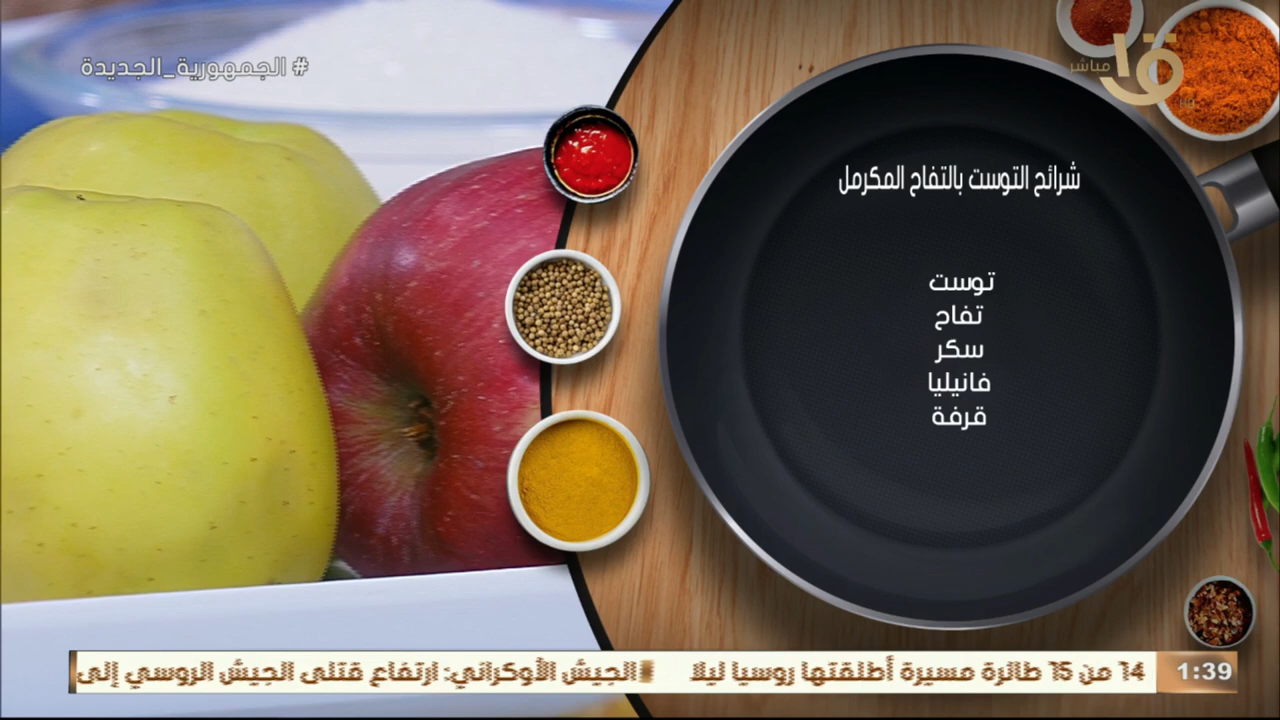 # الجمهورية_الجديدة
مباشر
شرائح التوست بالتفاح المكرمل
توست
تفاح
سكر
فانيليا
قرفة
14 من 15 طائرة مسيرة أطلقتها روسيا ليلا الجيش الأوكراني: ارتفاع قتلى الجيش الروسي إلى
1:39